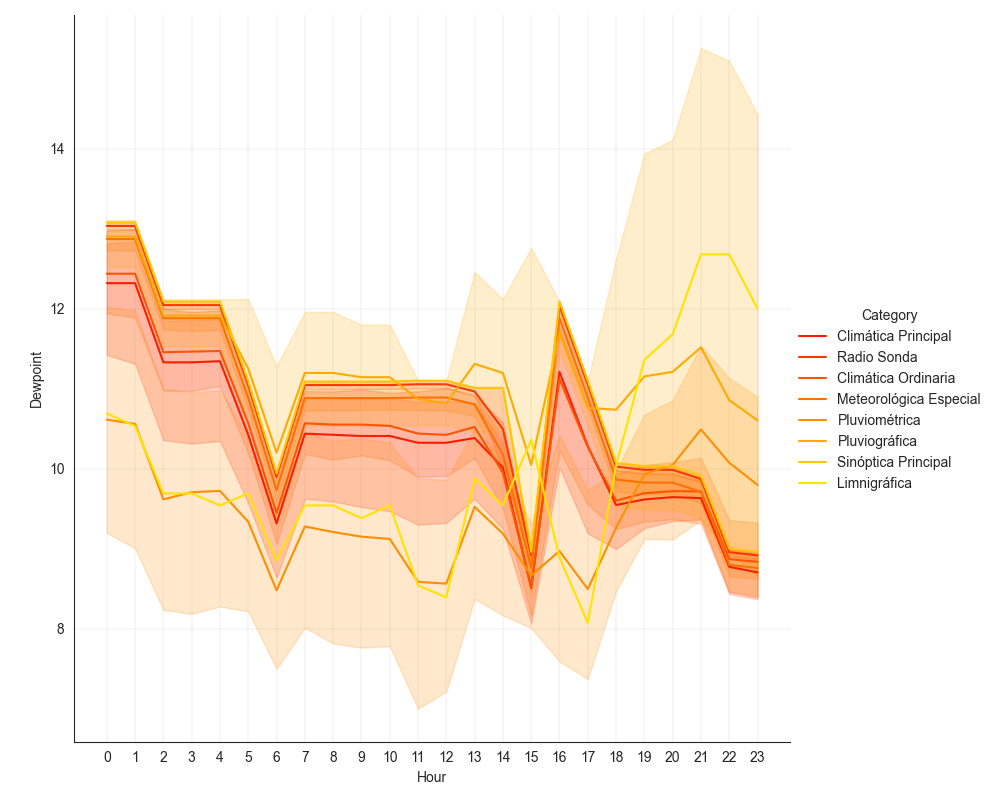 14
12
10
8
Dewpoint
0 1 2 3 4 5 6 7 8 9 10 11 12 13 14 15 16 17 18 19 20 21 22 23
Hour
Category
Climática Principal
Radio Sonda
Climática Ordinaria
Meteorológica Especial
Pluviométrica
Pluviográfica
Sinóptica Principal
Limnigráfica